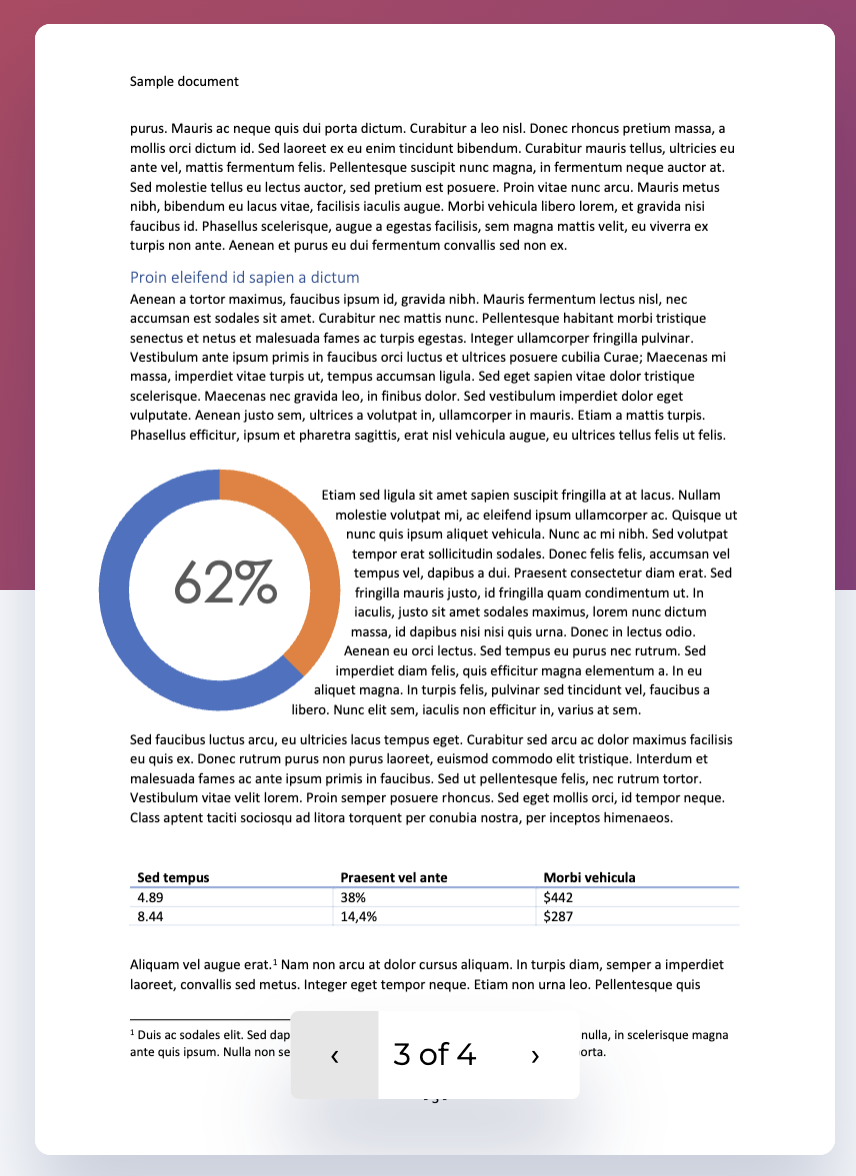 Sample document
purus. Mauris ac neque quis dui porta dictum. Curabitur a leo nisl. Donec rhoncus pretium massa, a
mollis orci dictum id. Sed laoreet ex eu enim tincidunt bibendum. Curabitur mauris tellus, ultricies eu
ante vel, mattis fermentum felis. Pellentesque suscipit nunc magna, in fermentum neque auctor at.
Sed molestie tellus eu lectus auctor, sed pretium est posuere. Proin vitae nunc arcu. Mauris metus
nibh, bibendum eu lacus vitae, facilisis iaculis augue. Morbi vehicula libero lorem, et gravida nisi
faucibus id. Phasellus scelerisque, augue a egestas facilisis, sem magna mattis velit, eu viverra ex
turpis non ante. Aenean et purus eu dui fermentum convallis sed non ex.
Proin eleifend id sapien a dictum
Aenean a tortor maximus, faucibus ipsum id, gravida nibh. Mauris fermentum lectus nisl, nec
accumsan est sodales sit amet. Curabitur nec mattis nunc. Pellentesque habitant morbi tristique
senectus et netus et malesuada fames ac turpis egestas. Integer ullamcorper fringilla pulvinar.
Vestibulum ante ipsum primis in faucibus orci luctus et ultrices posuere cubilia Curae; Maecenas mi
massa, imperdiet vitae turpis ut, tempus accumsan ligula. Sed eget sapien vitae dolor tristique
scelerisque. Maecenas nec gravida leo, in finibus dolor. Sed vestibulum imperdiet dolor eget
vulputate. Aenean justo sem, ultrices a volutpat in, ullamcorper in mauris. Etiam a mattis turpis.
Phasellus efficitur, ipsum et pharetra sagittis, erat nisl vehicula augue, eu ultrices tellus felis ut felis.
62%
Etiam sed ligula sit amet sapien suscipit fringilla at at lacus. Nullam
molestie volutpat mi, ac eleifend ipsum ullamcorper ac. Quisque ut
nunc quis ipsum aliquet vehicula. Nunc ac mi nibh. Sed volutpat
tempor erat sollicitudin sodales. Donec felis felis, accumsan vel
tempus vel, dapibus a dui. Praesent consectetur diam erat. Sed
fringilla mauris justo, id fringilla quam condimentum ut. In
iaculis, justo sit amet sodales maximus, lorem nunc dictum
massa, id dapibus nisi nisi quis urna. Donec in lectus odio.
Aenean eu orci lectus. Sed tempus eu purus nec rutrum. Sed
imperdiet diam felis, quis efficitur magna elementum a. In eu
aliquet magna. In turpis felis, pulvinar sed tincidunt vel, faucibus a
libero. Nunc elit sem, iaculis non efficitur in, varius at sem.
Sed faucibus luctus arcu, eu ultricies lacus tempus eget. Curabitur sed arcu ac dolor maximus facilisis
eu quis ex. Donec rutrum purus non purus laoreet, euismod commodo elit tristique. Interdum et
malesuada fames ac ante ipsum primis in faucibus. Sed ut pellentesque felis, nec rutrum tortor.
Vestibulum vitae velit lorem. Proin semper posuere rhoncus. Sed eget mollis orci, id tempor neque.
Class aptent taciti sociosqu ad litora torquent per conubia nostra, per inceptos himenaeos.
Sed tempus Praesent vel ante Morbi vehicula
4.89 38% $442
8.44 14,4% $287
Aliquam vel augue erat.¹ Nam non arcu at dolor cursus aliquam. In turpis diam, semper a imperdiet
laoreet, convallis sed metus. Integer eget tempor neque. Etiam non urna leo. Pellentesque quis
¹ Duis ac sodales elit. Sed dap nulla, in scelerisque magna
ante quis ipsum. Nulla non se orta.
‹ 3 of 4 ›